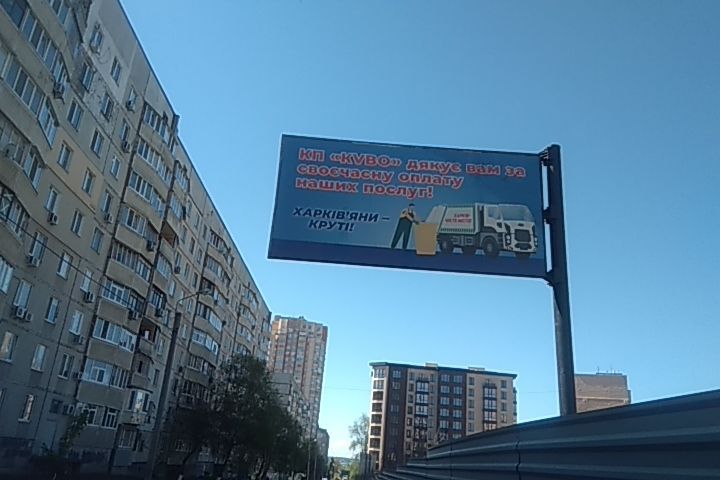 КП «КУВО» дякує вам за
своєчасну оплату
наших послуг!
ХАРКІВ'ЯНИ –
КРУТІ!